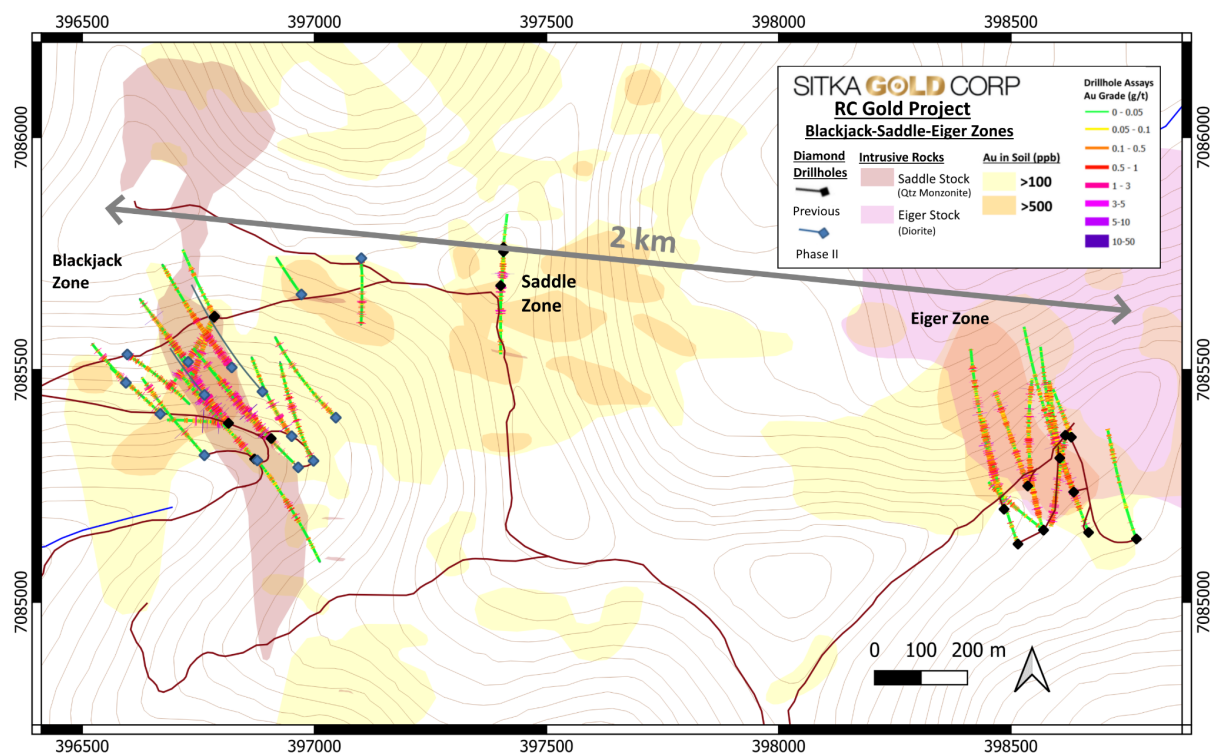 396500 397000 397500 398000 398500
7086000
7085500
7085000
7086000
7085500
7085000
SITKA GOLD CORP
RC Gold Project
Blackjack-Saddle-Eiger Zones
Diamond
Drillholes
Previous
Phase II
Intrusive Rocks
Saddle Stock
(Qtz Monzonite)
Eiger Stock
(Diorite)
Au in Soil (ppb)
>100
>500
Drillhole Assays
Au Grade (g/t)
0 - 0.05
0.05 - 0.1
0.1 - 0.5
0.5 - 1
1 - 3
3-5
5-10
10-50
2 km
Blackjack
Zone
Saddle
Zone
Eiger Zone
0 100 200 m
396500 397000 397500 398000 398500